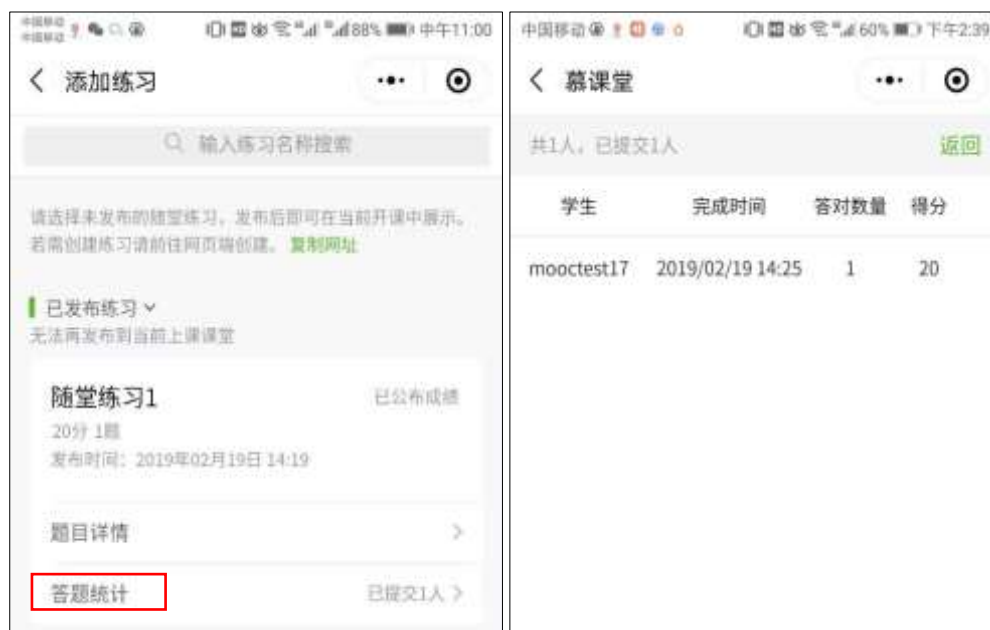 中国移动
中国移动
88%
中午11:00
添加练习
输入练习名称搜索
请选择未发布的随堂练习，发布后即可在当前开课中展示。
若需创建练习请前往网页端创建。 复制网址
已发布练习
无法再发布到当前上课课堂
随堂练习1
已公布成绩
20分 1题
发布时间：2019年02月19日 14:19
题目详情
答题统计
已提交1人
中国移动
60%
下午2:39
慕课堂
共1人，已提交1人
返回
学生 完成时间 答对数量 得分
mooctest17 2019/02/19 14:25 1 20